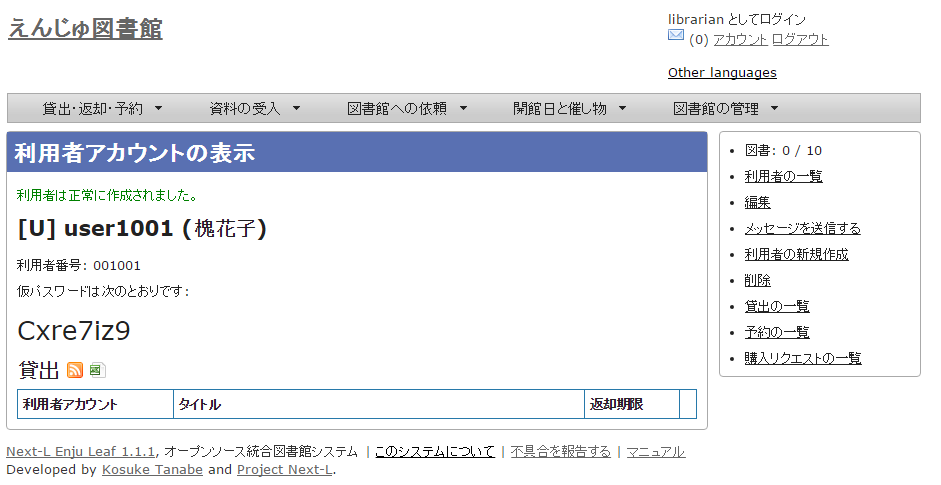 えんじゅ図書館
librarian としてログイン
(0) アカウント ログアウト
Other languages
貸出・返却・予約 ▼ 資料の受入 ▼ 図書館への依頼 ▼ 開館日と催し物 ▼ 図書館の管理 ▼
利用者アカウントの表示
利用者は正常に作成されました。
[U] user1001 (槐花子)
利用者番号: 001001
仮パスワードは次のとおりです:
Cxre7iz9
貸出
利用者アカウント タイトル 返却期限
• 図書: 0 / 10
• 利用者の一覧
• 編集
• メッセージを送信する
• 利用者の新規作成
• 削除
• 貸出の一覧
• 予約の一覧
• 購入リクエストの一覧
Next-L Enju Leaf 1.1.1, オープンソース統合図書館システム | このシステムについて | 不具合を報告する | マニュアル
Developed by Kosuke Tanabe and Project Next-L.